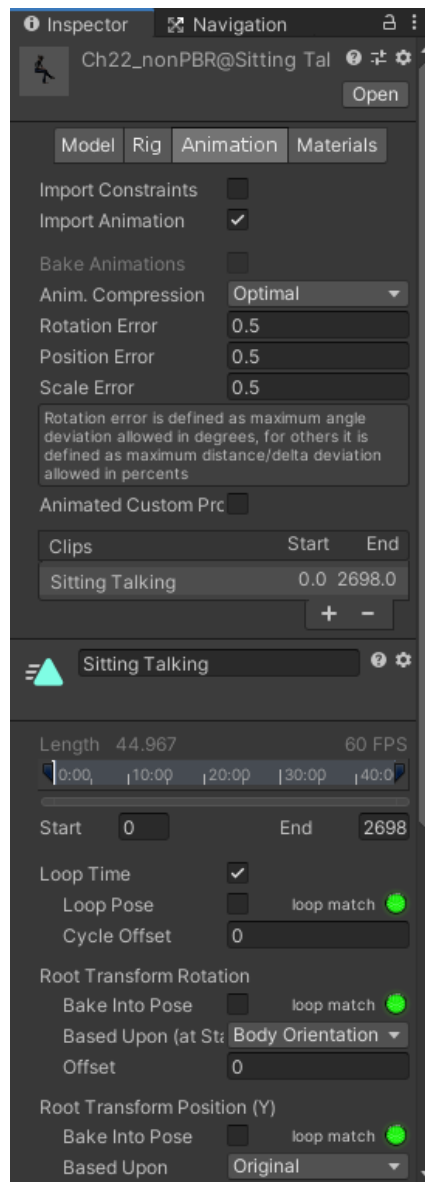 Inspector Navigation
Ch22_nonPBR@Sitting Tal
Open
Model Rig Animation Materials
Import Constraints
Import Animation
Bake Animations
Anim. Compression Optimal
Rotation Error 0.5
Position Error 0.5
Scale Error 0.5
Rotation error is defined as maximum angle
deviation allowed in degrees, for others it is
defined as maximum distance/delta deviation
allowed in percents
Animated Custom Prc
Clips Start End
Sitting Talking 0.0 2698.0
+ −
Sitting Talking
Length 44.967 60 FPS
0:00 10:00 20:00 30:00 40:0
Start 0 End 2698
Loop Time
Loop Pose loop match
Cycle Offset 0
Root Transform Rotation
Bake Into Pose loop match
Based Upon (at Sta Body Orientation
Offset 0
Root Transform Position (Y)
Bake Into Pose loop match
Based Upon Original